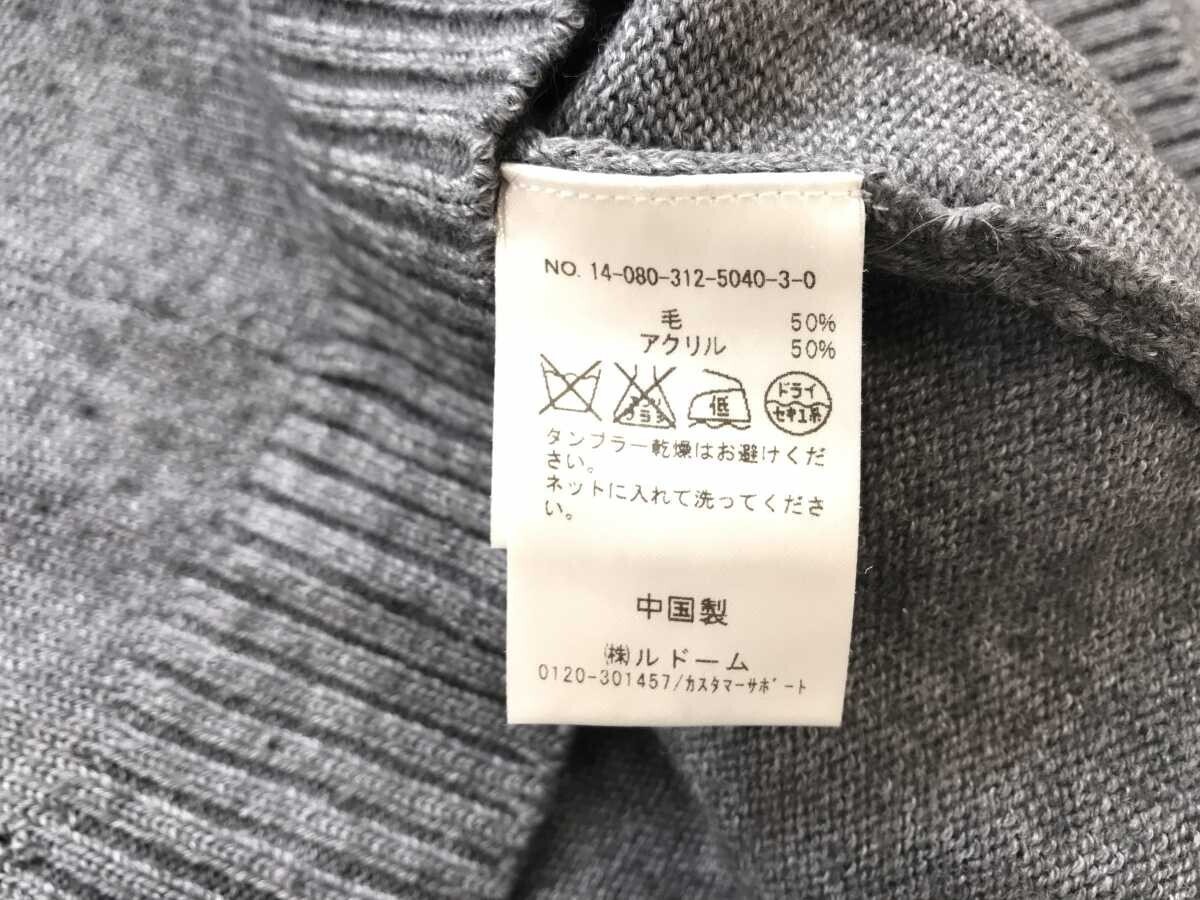 NO. 14-080-312-5040-3-0
毛 50%
アクリル 50%
低
ドライ
セキユ系
タンブラー乾燥はお避けくだ
さい。
ネットに入れて洗ってくださ
い。
中国製
㈱ルドーム
0120-301457/カスタマーサポート